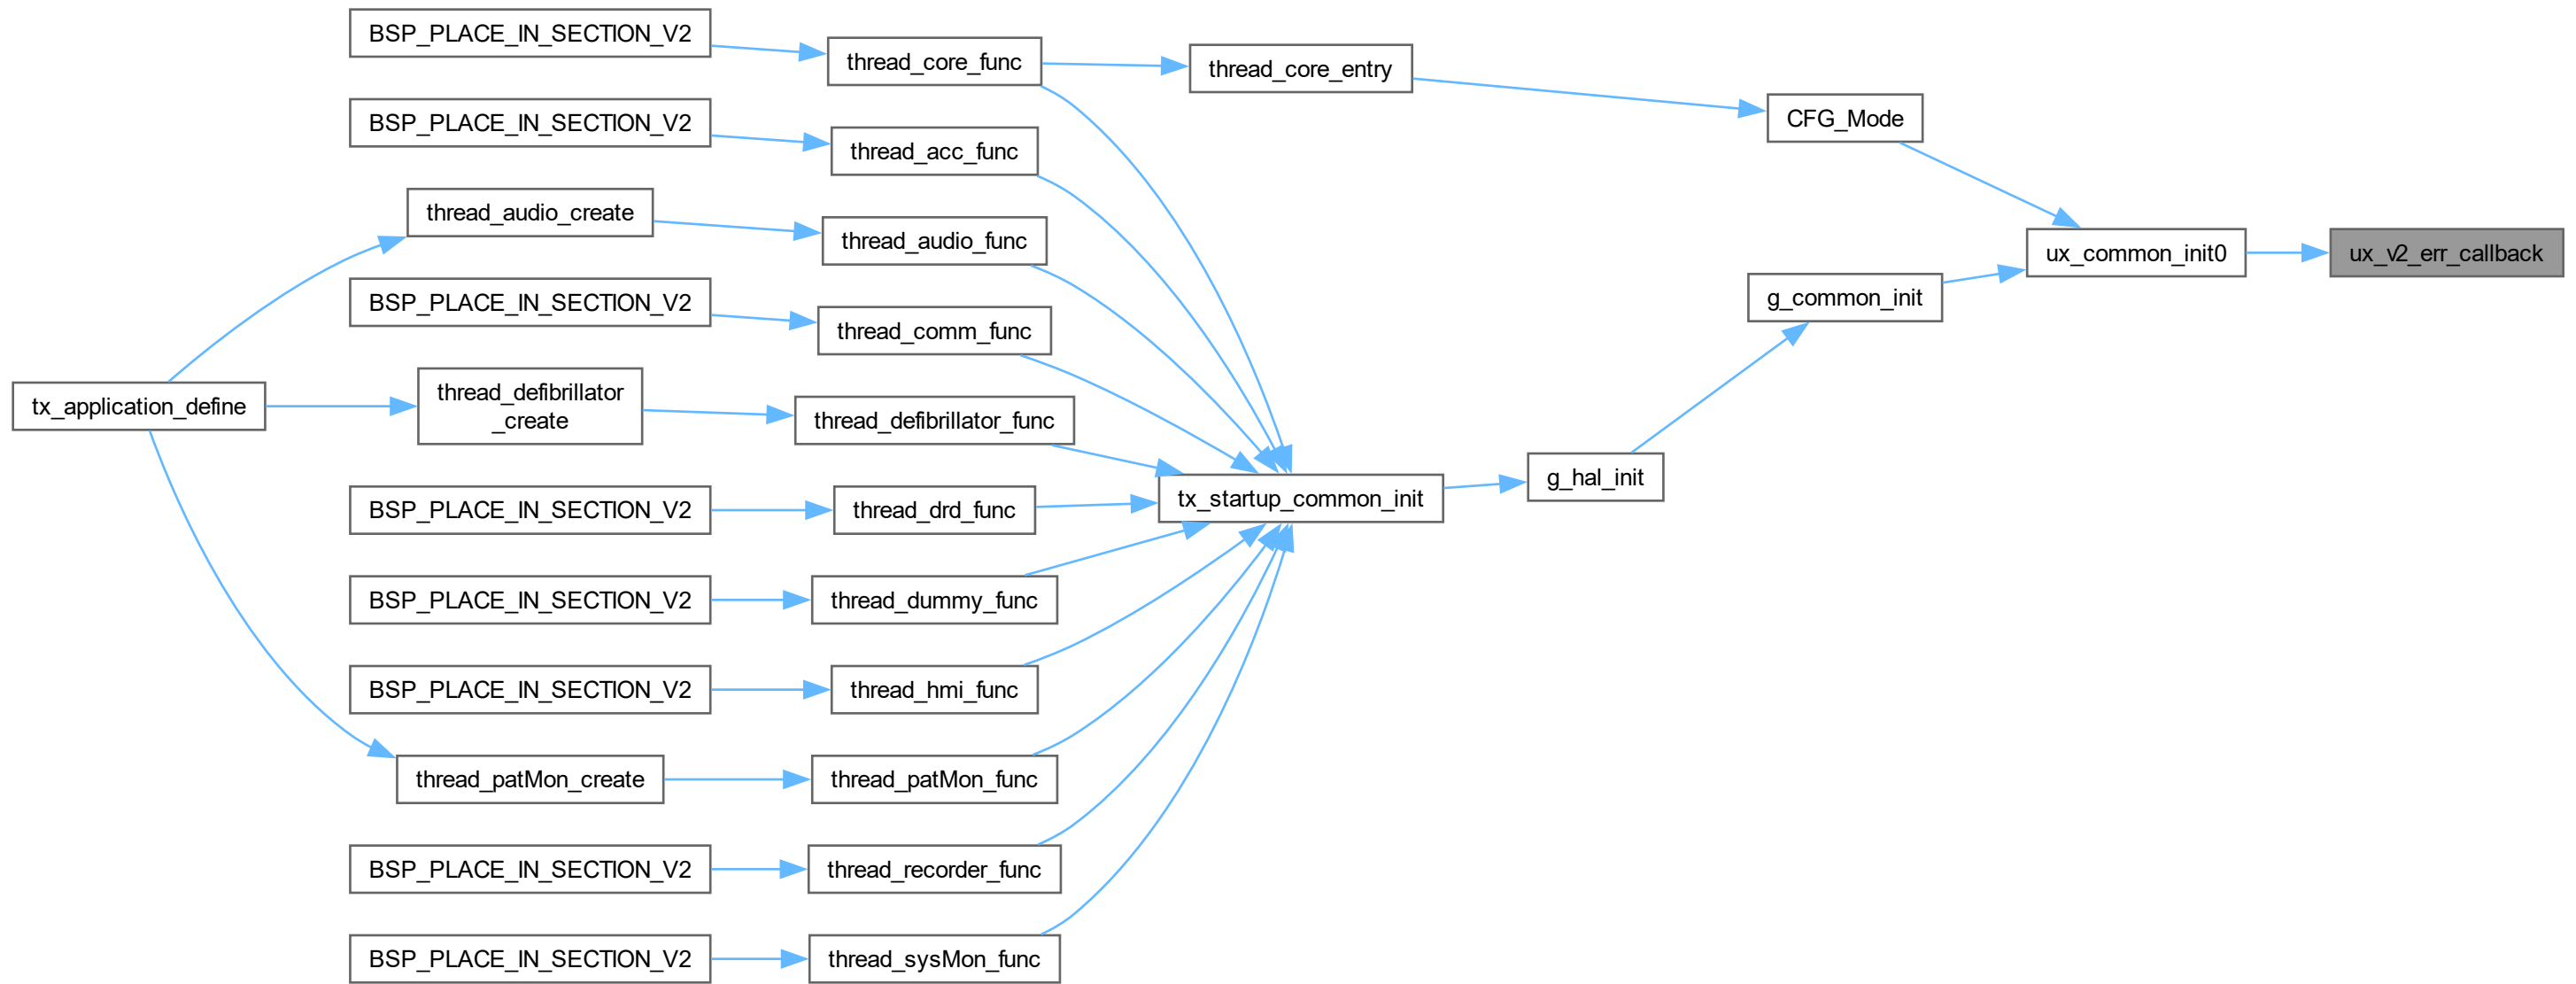 BSP_PLACE_IN_SECTION_V2
thread_core_func
thread_core_entry
CFG_Mode
BSP_PLACE_IN_SECTION_V2
thread_acc_func
thread_audio_create
thread_audio_func
ux_common_init0
ux_v2_err_callback
BSP_PLACE_IN_SECTION_V2
thread_comm_func
g_common_init
tx_application_define
thread_defibrillator
_create
thread_defibrillator_func
tx_startup_common_init
g_hal_init
BSP_PLACE_IN_SECTION_V2
thread_drd_func
BSP_PLACE_IN_SECTION_V2
thread_dummy_func
BSP_PLACE_IN_SECTION_V2
thread_hmi_func
thread_patMon_create
thread_patMon_func
BSP_PLACE_IN_SECTION_V2
thread_recorder_func
BSP_PLACE_IN_SECTION_V2
thread_sysMon_func